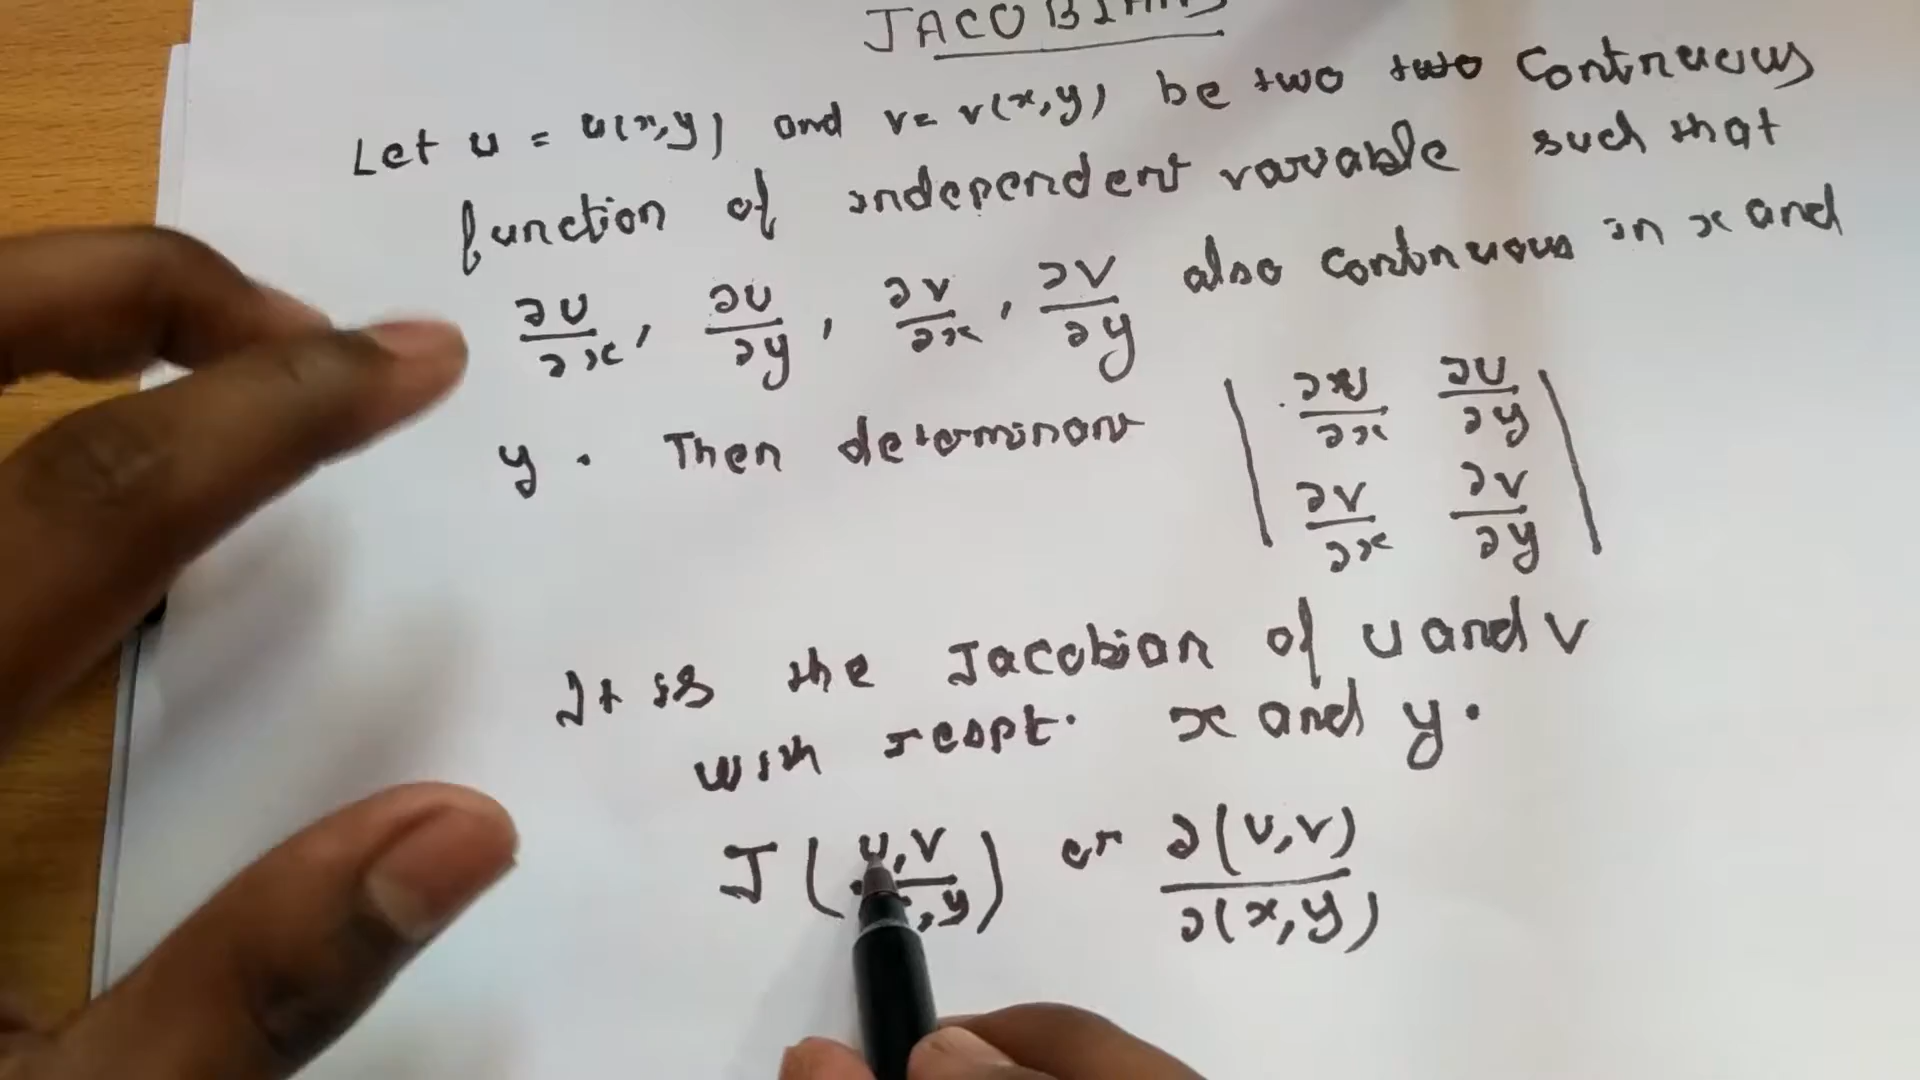 JACOBIANS
Let u = u(x,y) and v= v(x,y) be two two continuous
function of independent variable such that
∂u/∂x, ∂u/∂y, ∂v/∂x, ∂v/∂y also continuous in x and
y. Then determinant | ∂u/∂x ∂u/∂y |
| ∂v/∂x ∂v/∂y |
It is the Jacobian of u and v
with respt. x and y.
J(u,v/,y) or ∂(u,v)/∂(x,y)